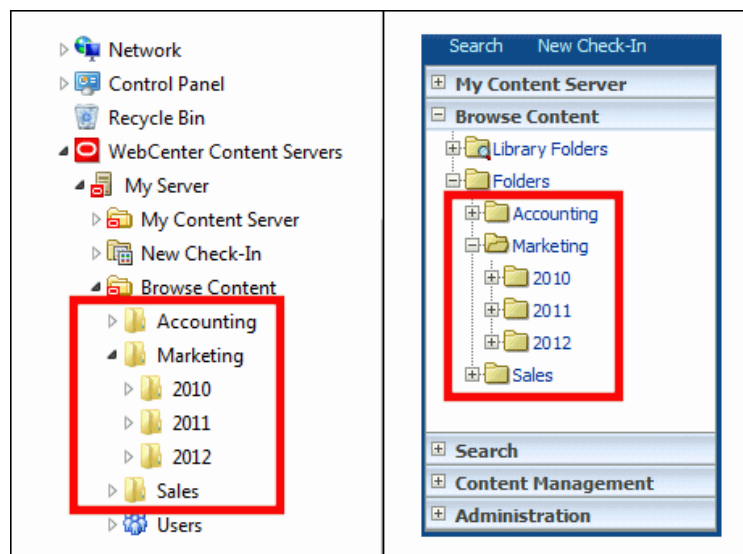 Network
Control Panel
Recycle Bin
WebCenter Content Servers
My Server
My Content Server
New Check-In
Browse Content
Accounting
Marketing
2010
2011
2012
Sales
Users
Search New Check-In
My Content Server
Browse Content
Library Folders
Folders
Accounting
Marketing
2010
2011
2012
Sales
Search
Content Management
Administration